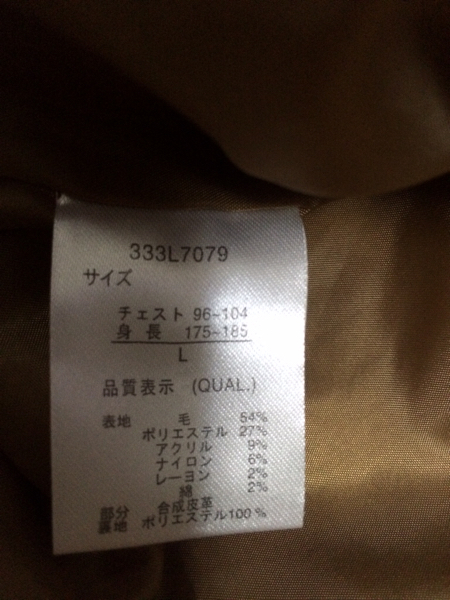 333L7079
サイズ
チェスト 96~104
身 長 175~185
L
品質表示 (QUAL.)
表地 毛 54%
ポリエステル 27%
アクリル 9%
ナイロン 6%
レーヨン 2%
綿 2%
部分 合成皮革
裏地 ポリエステル100%